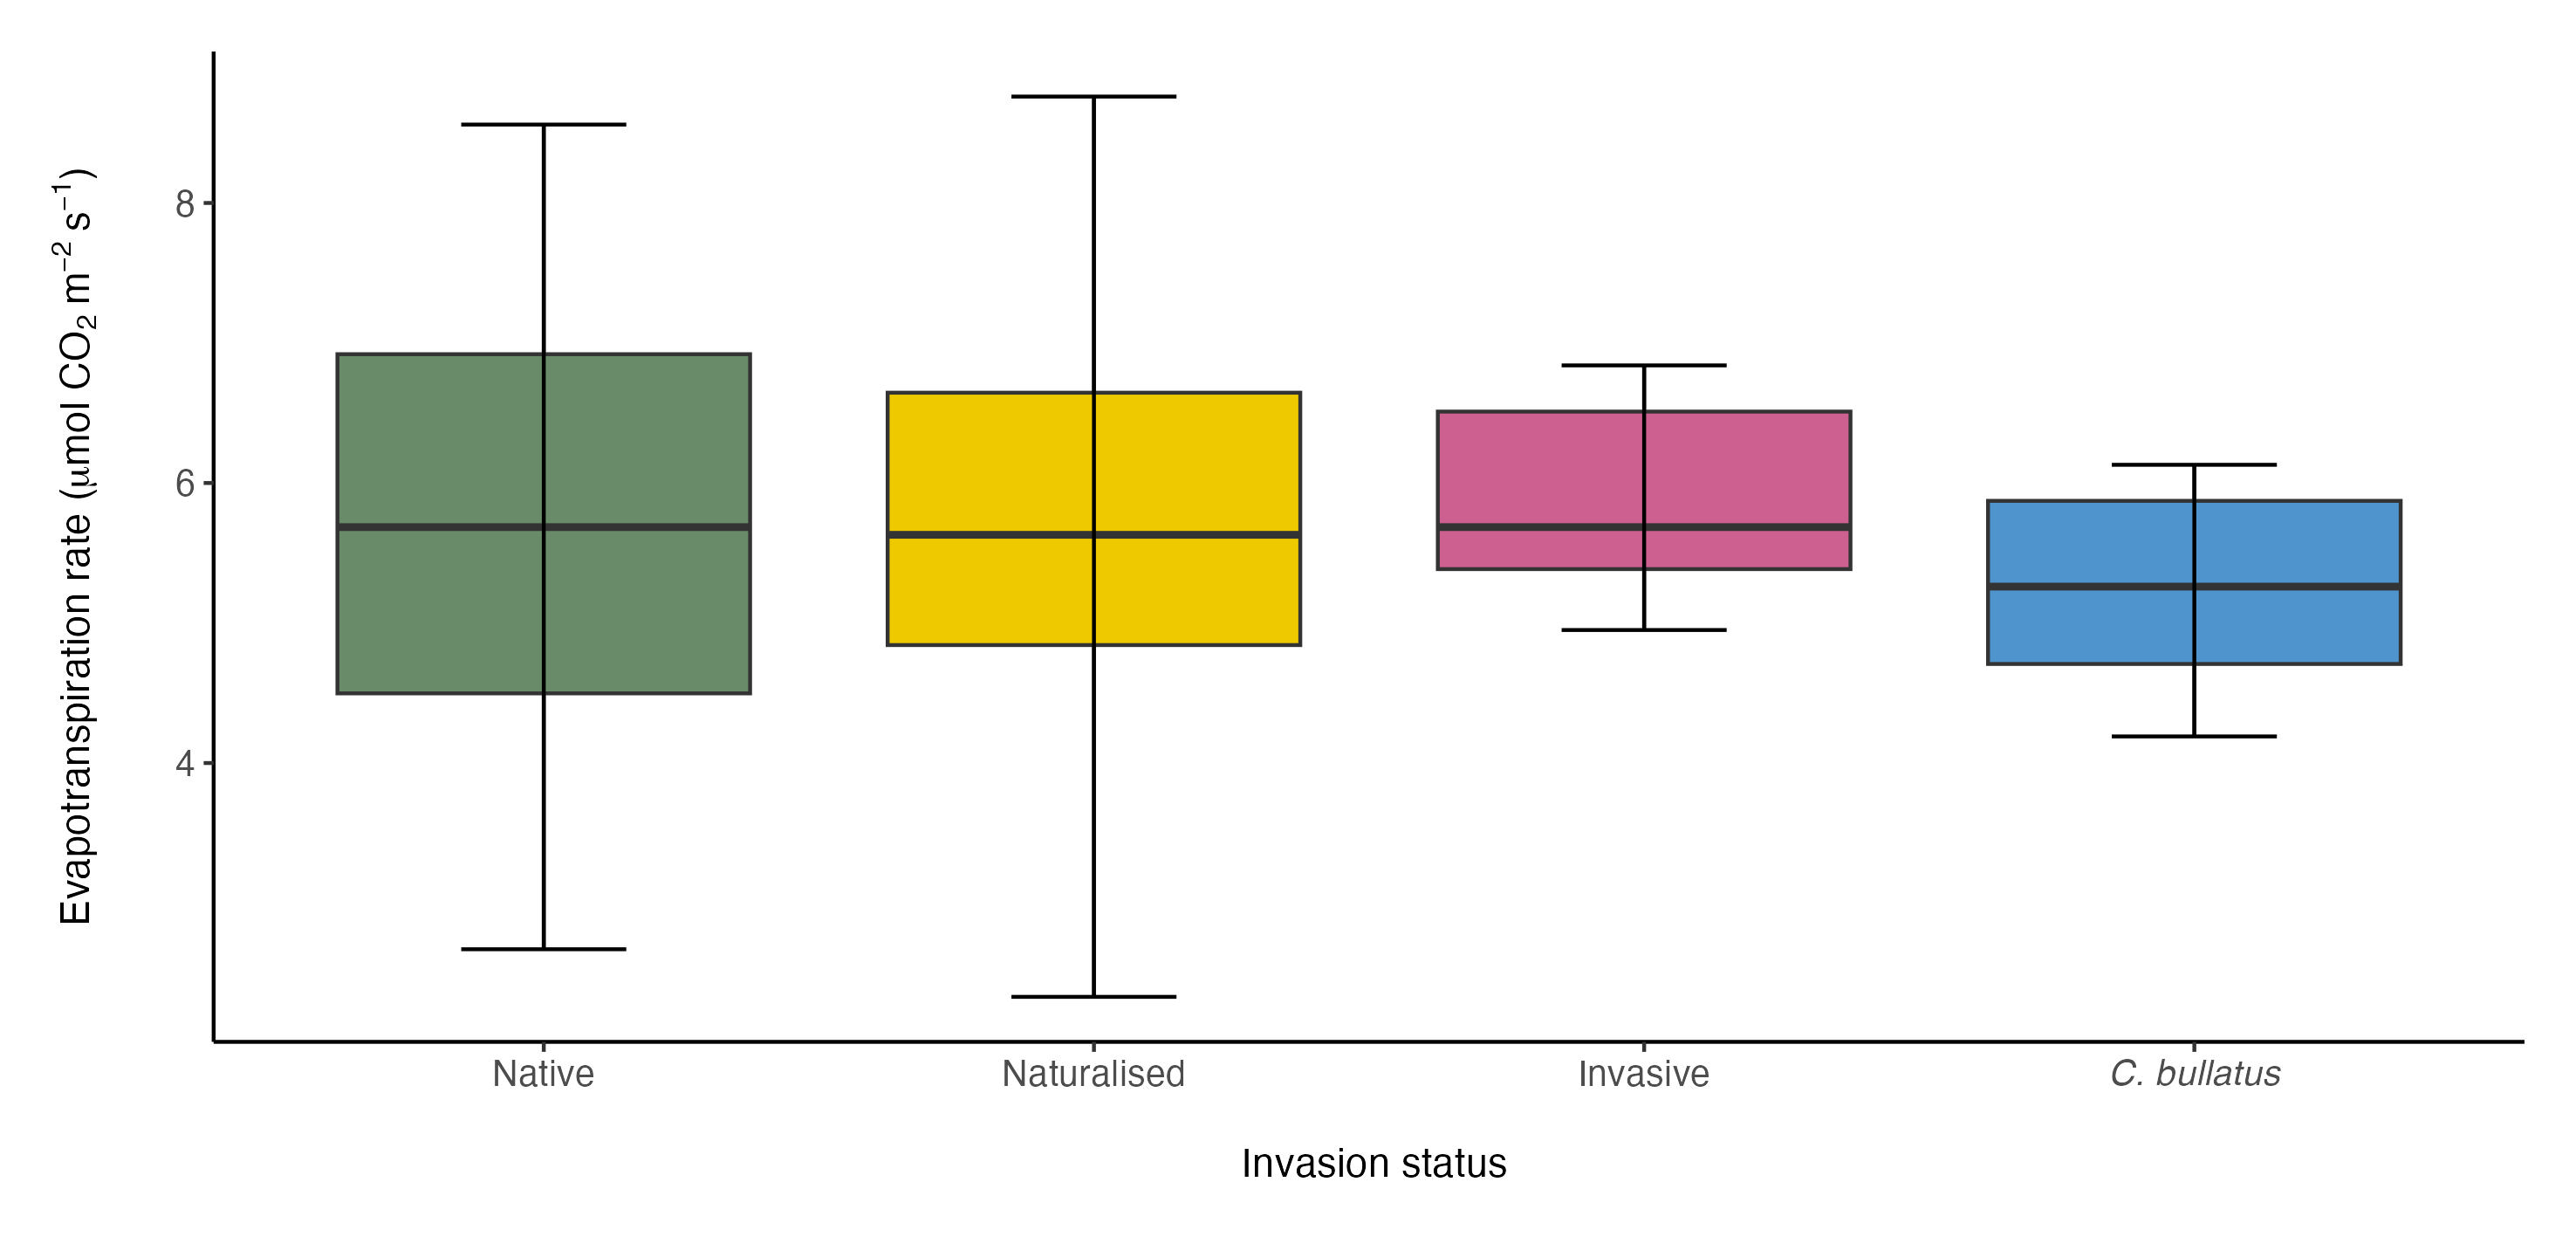 Evapotranspiration rate (μmol CO₂ m⁻² s⁻¹)
8
6
4
Native Naturalised Invasive C. bullatus
Invasion status